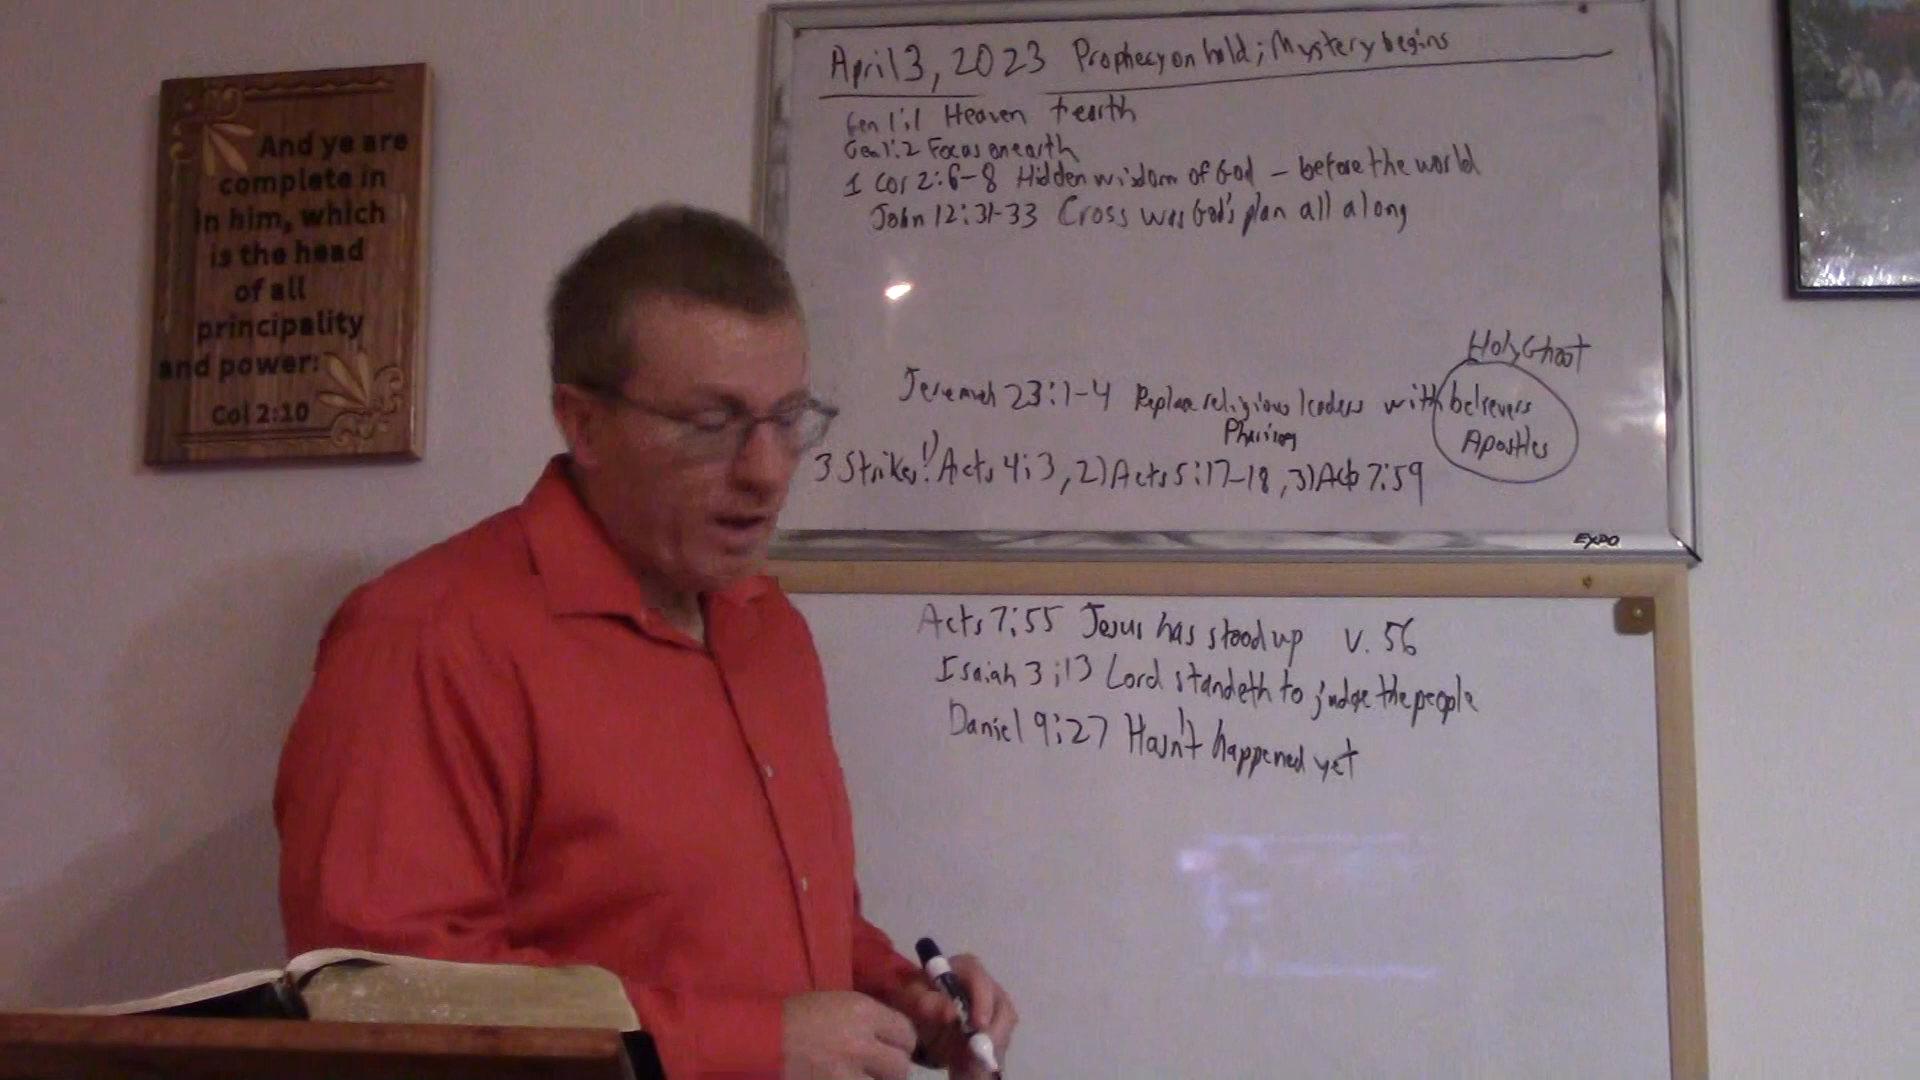 And ye are
complete in
in him, which
is the head
of all
principality
and power:
Col 2:10
April 3, 2023 Prophecy on hold; Mystery begins
Gen 1:1 Heaven + earth
Gen 1:2 Focus on earth
1 Cor 2:6-8 Hidden wisdom of God - before the world
John 12:31-33 Cross was God's plan all along
Holy Ghost
Jeremiah 23:1-4 Replace religious leaders with believers
Apostles
3 Strikes! 1) Acts 4:3, 2) Acts 5:17-18, 3) Acts 7:59
EXPO
Acts 7:55 Jesus has stood up v. 56
Isaiah 3:13 Lord standeth to judge the people
Daniel 9:27 Hasn't happened yet